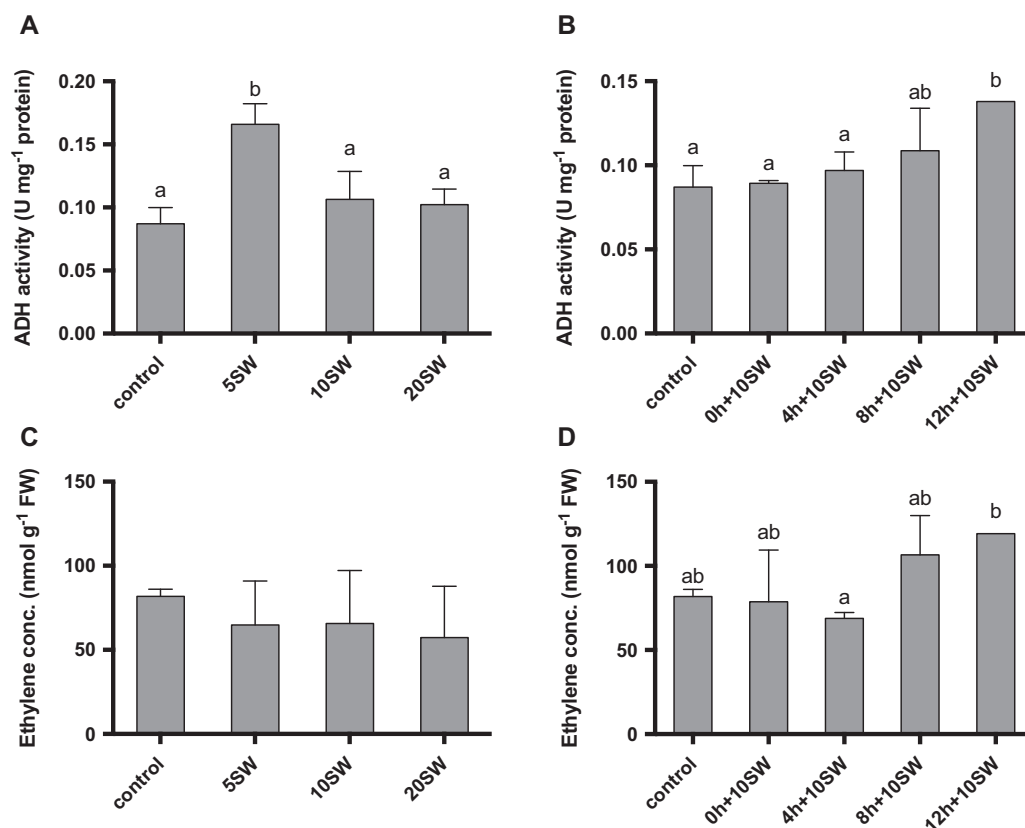 A
ADH activity (U mg⁻¹ protein)
0.20
0.15
0.10
0.05
0.00
a
b
a
a
control
5SW
10SW
20SW
B
ADH activity (U mg⁻¹ protein)
0.15
0.10
0.05
0.00
a
a
a
ab
b
control
0h+10SW
4h+10SW
8h+10SW
12h+10SW
C
Ethylene conc. (nmol g⁻¹ FW)
150
100
50
0
control
5SW
10SW
20SW
D
Ethylene conc. (nmol g⁻¹ FW)
150
100
50
0
ab
ab
a
ab
b
control
0h+10SW
4h+10SW
8h+10SW
12h+10SW